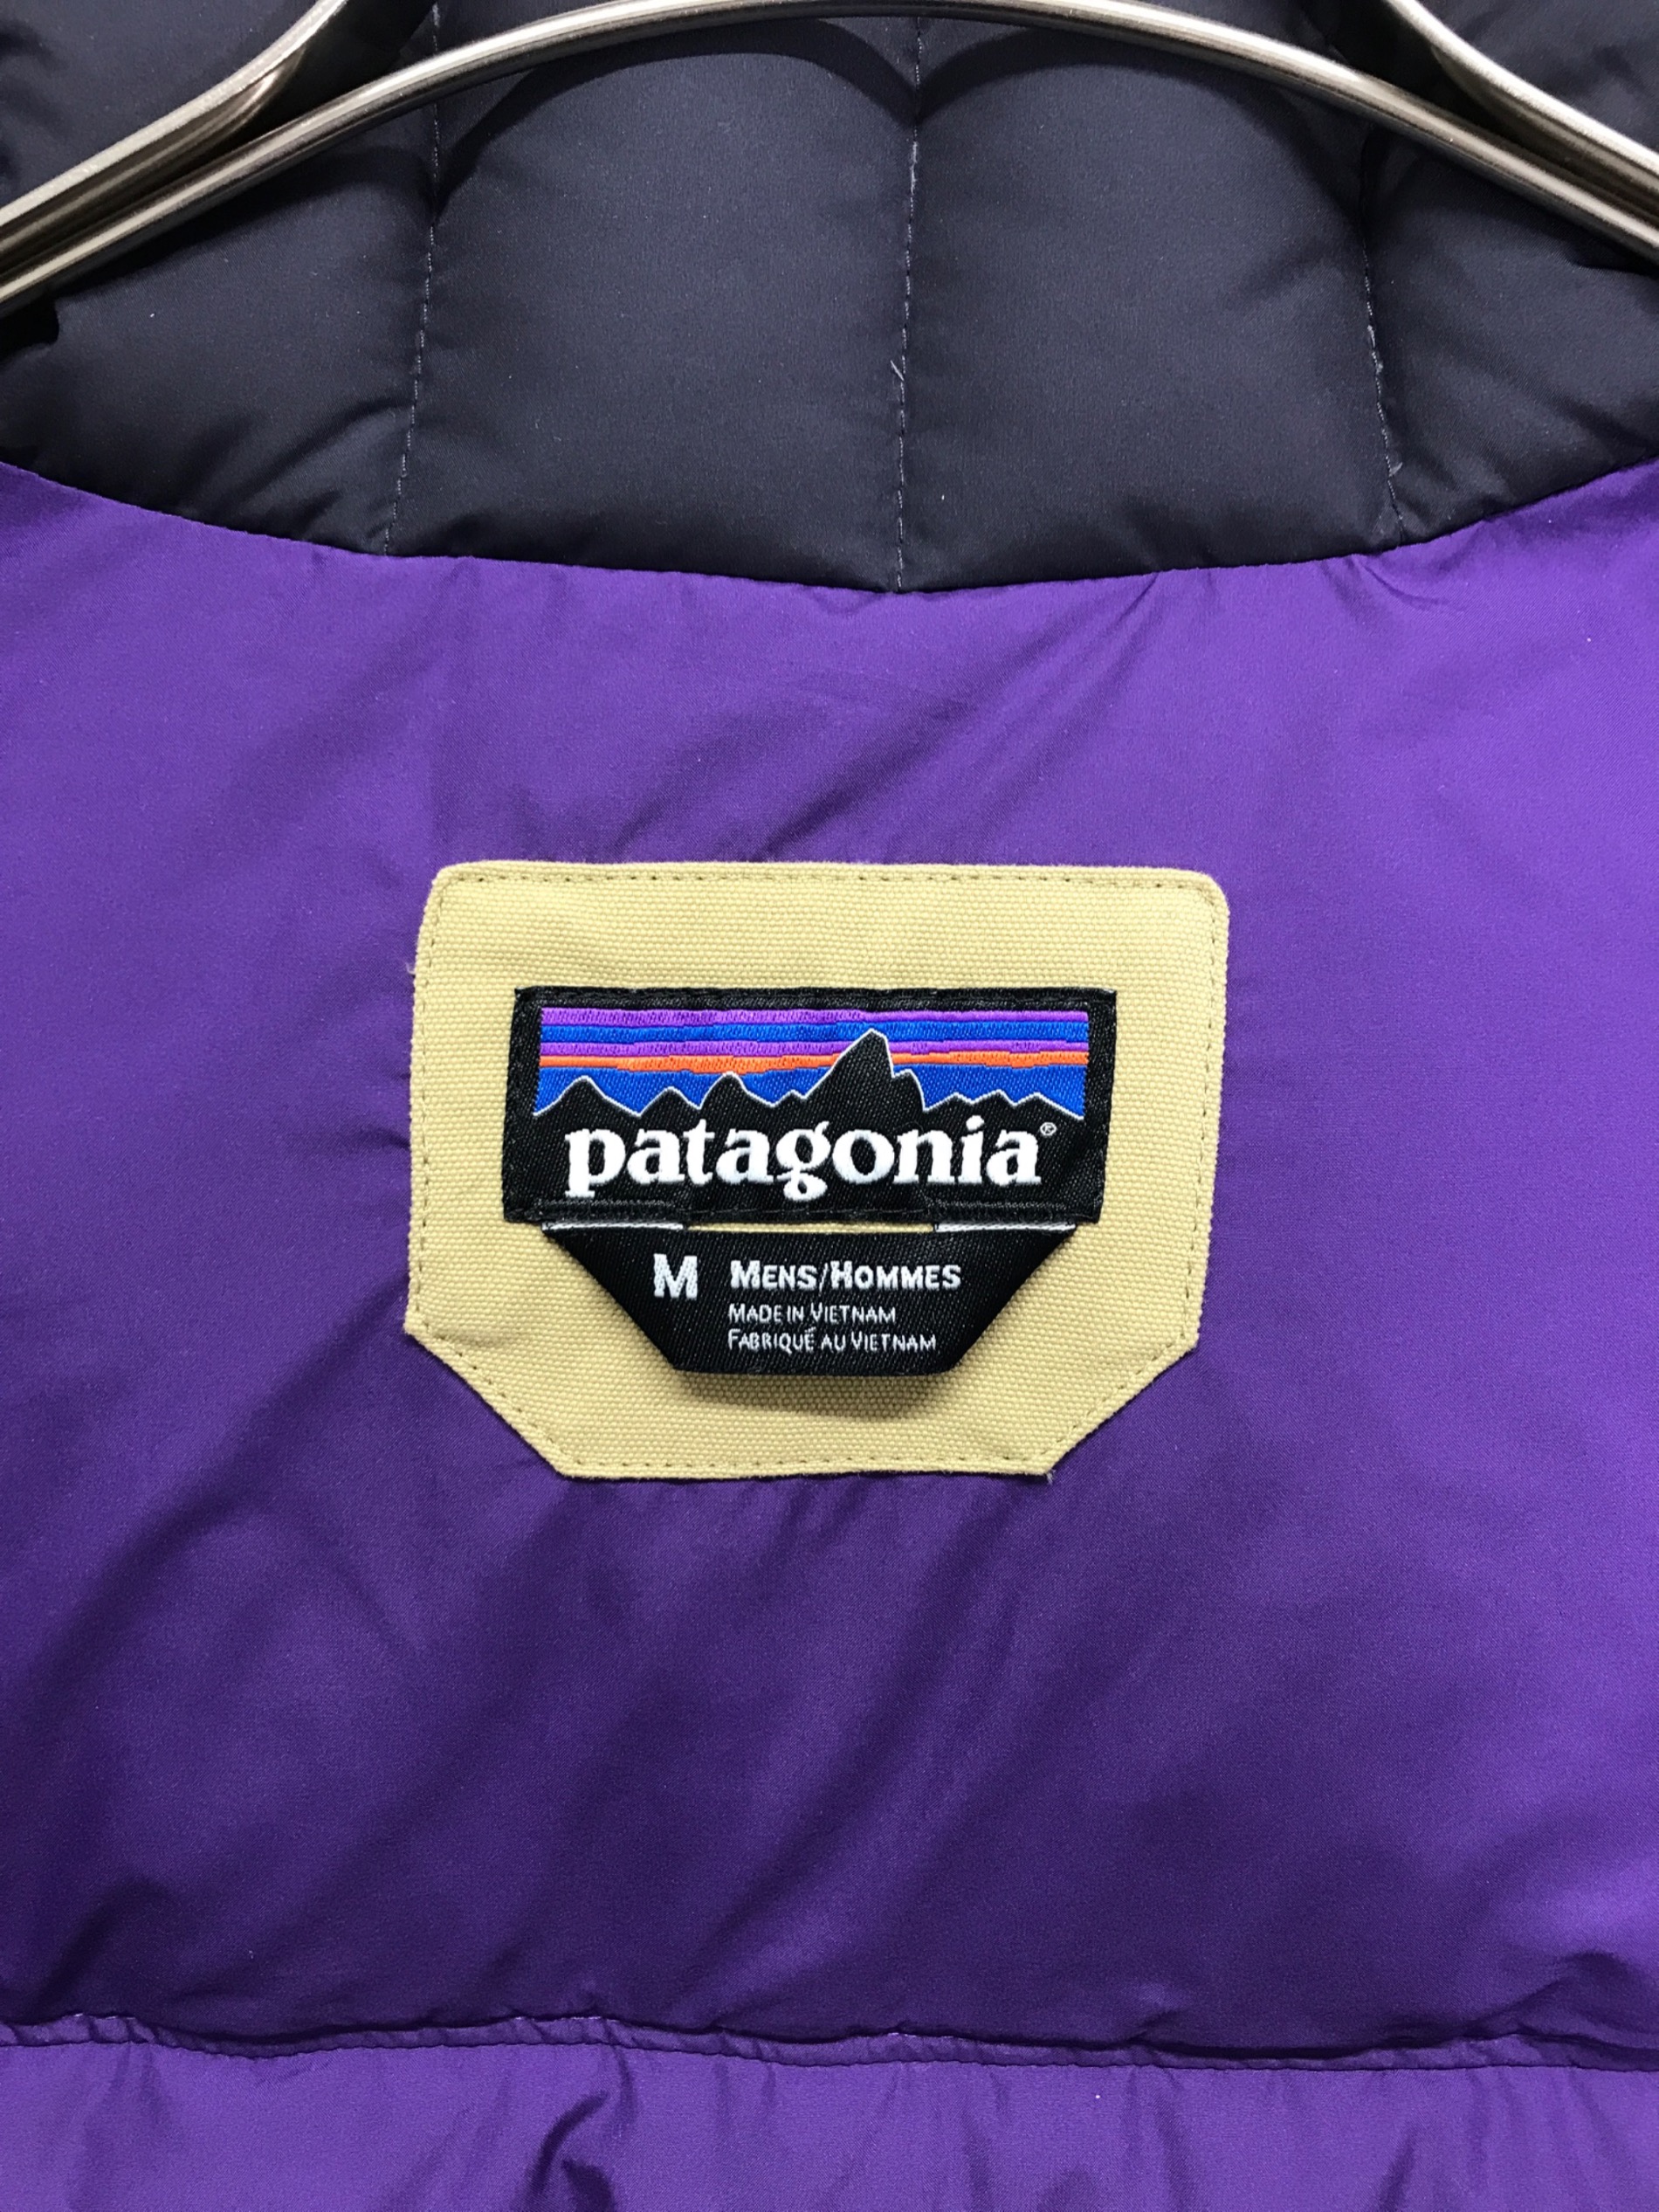 patagonia®
M MENS/HOMMES
MADE IN VIETNAM
FABRIQUÉ AU VIETNAM